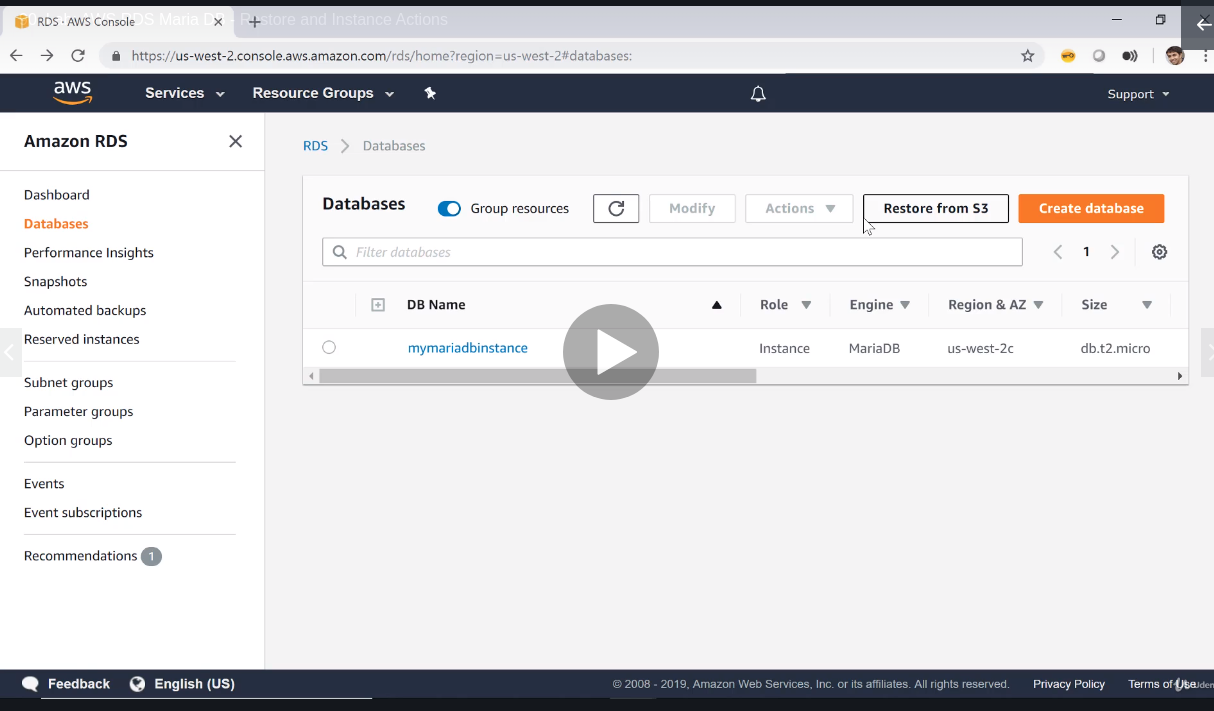 RDS · AWS Console
RDS Maria DB - Restore and Instance Actions
https://us-west-2.console.aws.amazon.com/rds/home?region=us-west-2#databases:
aws Services Resource Groups Support
Amazon RDS
RDS Databases
Databases Group resources Modify Actions Restore from S3 Create database
Filter databases 1
DB Name Role Engine Region & AZ Size
mymariadbinstance Instance MariaDB us-west-2c db.t2.micro
Dashboard
Databases
Performance Insights
Snapshots
Automated backups
Reserved instances
Subnet groups
Parameter groups
Option groups
Events
Event subscriptions
Recommendations 1
Feedback English (US) © 2008 - 2019, Amazon Web Services, Inc. or its affiliates. All rights reserved. Privacy Policy Terms of Use